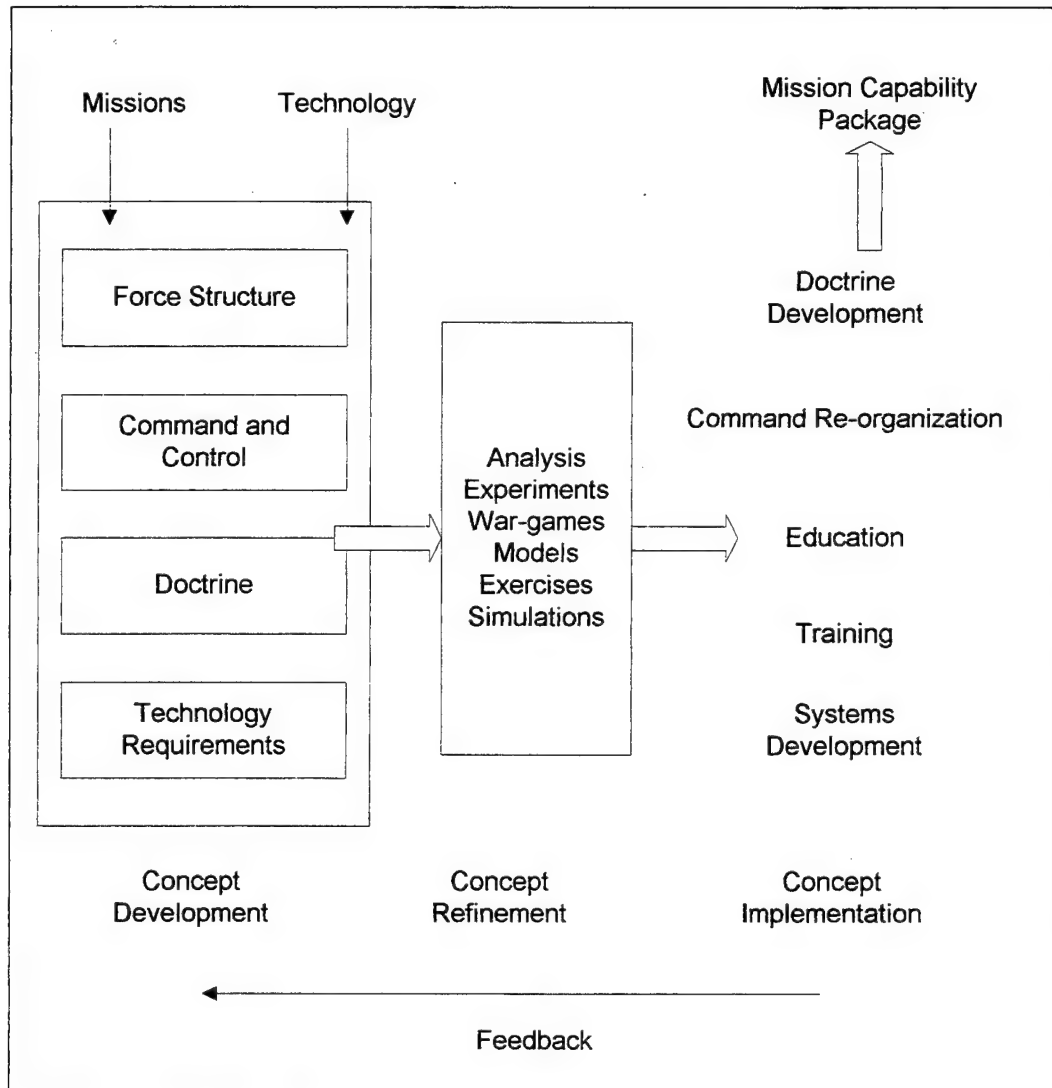 Missions
Technology
Mission Capability
Package
Force Structure
Command and
Control
Doctrine
Technology
Requirements
Analysis
Experiments
War-games
Models
Exercises
Simulations
Doctrine
Development
Command Re-organization
Education
Training
Systems
Development
Concept
Development
Concept
Refinement
Concept
Implementation
Feedback